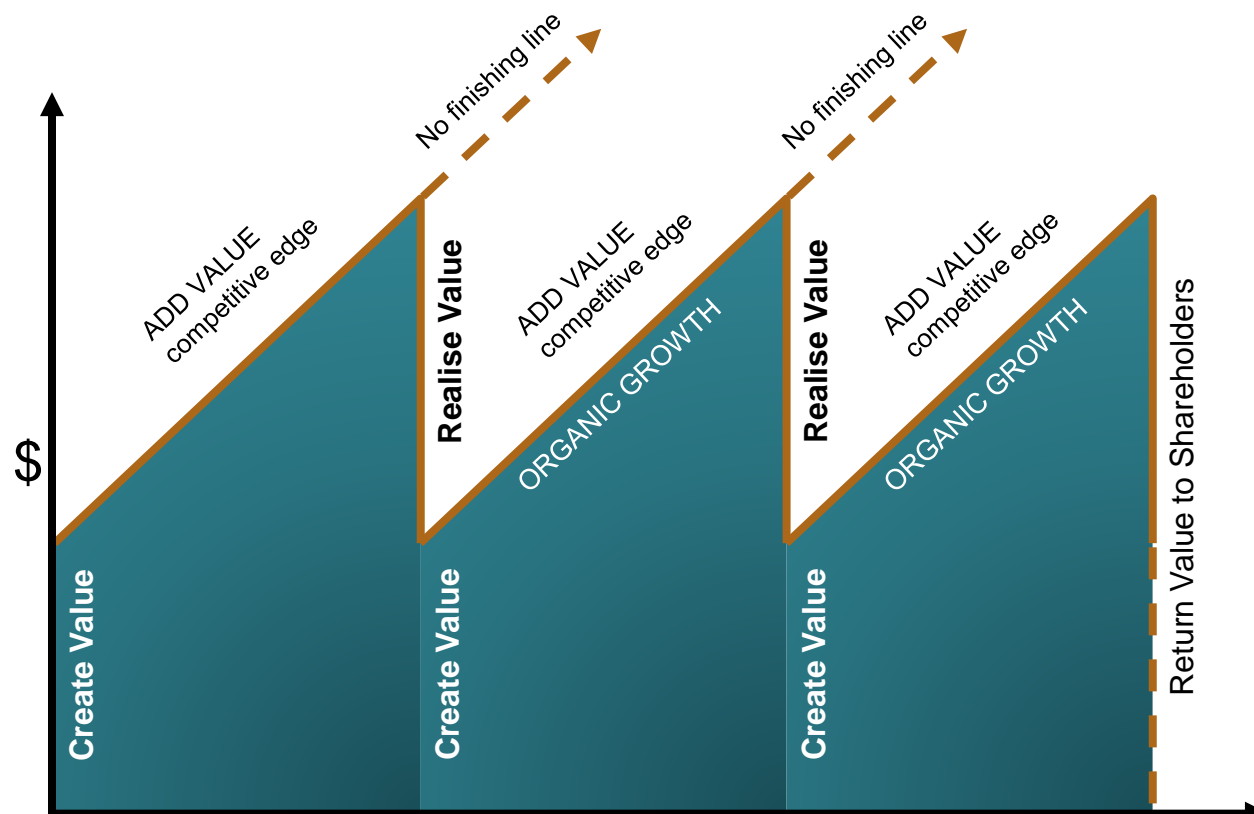 No finishing line
No finishing line
ADD VALUE
competitive edge
ADD VALUE
competitive edge
ADD VALUE
competitive edge
Realise Value
Realise Value
ORGANIC GROWTH
ORGANIC GROWTH
Return Value to Shareholders
$
Create Value
Create Value
Create Value